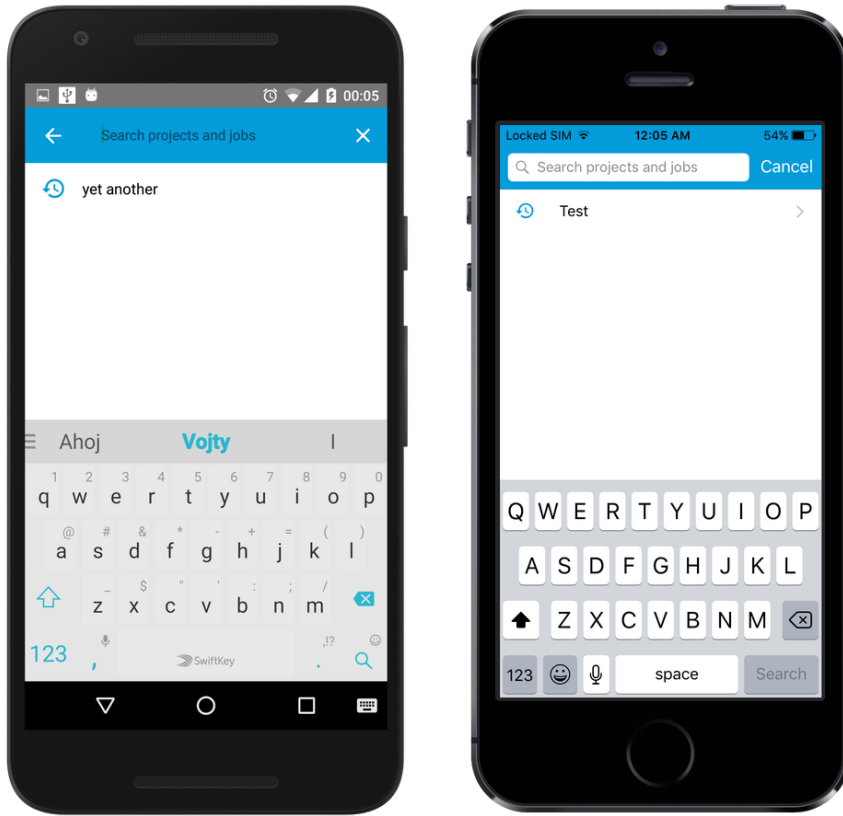 00:05
Search projects and jobs
yet another
Ahoj Vojty I
1 2 3 4 5 6 7 8 9 0
q w e r t y u i o p
@ # & * - + = ( )
a s d f g h j k l
_ $ " ' : ; /
z x c v b n m
123 , SwiftKey ,!? .
Locked SIM 12:05 AM 54%
Search projects and jobs Cancel
Test
Q W E R T Y U I O P
A S D F G H J K L
Z X C V B N M
123 space Search